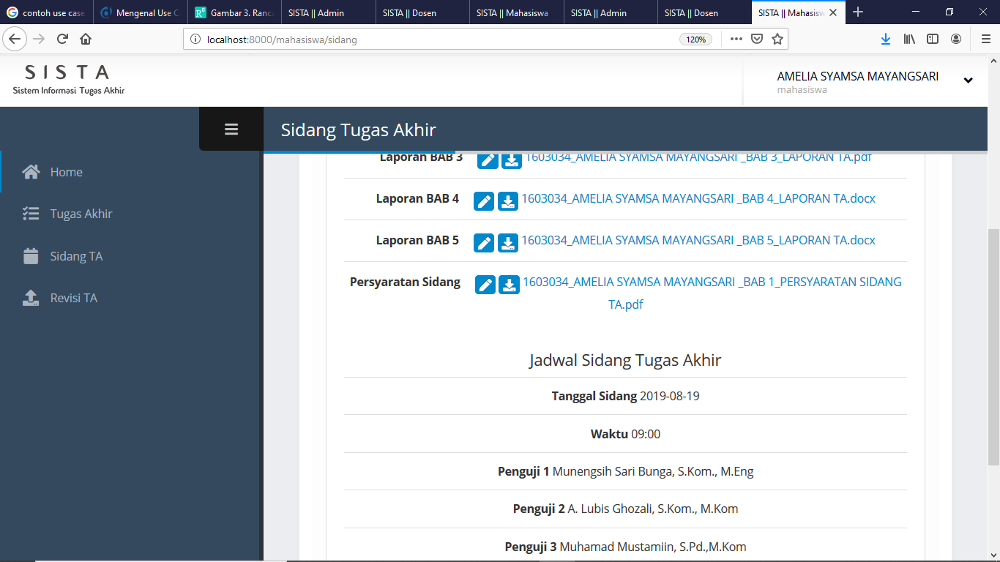 contoh use case
Mengenal Use C
Gambar 3. Ranca
SISTA || Admin
SISTA || Dosen
SISTA || Mahasiswa
SISTA || Admin
SISTA || Dosen
SISTA || Mahasisw
localhost:8000/mahasiswa/sidang
120%
SISTA
Sistem Informasi Tugas Akhir
AMELIA SYAMSA MAYANGSARI
mahasiswa
Sidang Tugas Akhir
Home
Tugas Akhir
Sidang TA
Revisi TA
Laporan BAB 3 1603034_AMELIA SYAMSA MAYANGSARI _BAB 3_LAPORAN TA.pdf
Laporan BAB 4 1603034_AMELIA SYAMSA MAYANGSARI _BAB 4_LAPORAN TA.docx
Laporan BAB 5 1603034_AMELIA SYAMSA MAYANGSARI _BAB 5_LAPORAN TA.docx
Persyaratan Sidang 1603034_AMELIA SYAMSA MAYANGSARI _BAB 1_PERSYARATAN SIDANG
TA.pdf
Jadwal Sidang Tugas Akhir
Tanggal Sidang 2019-08-19
Waktu 09:00
Penguji 1 Munengsih Sari Bunga, S.Kom., M.Eng
Penguji 2 A. Lubis Ghozali, S.Kom., M.Kom
Penguji 3 Muhamad Mustamiin, S.Pd.,M.Kom